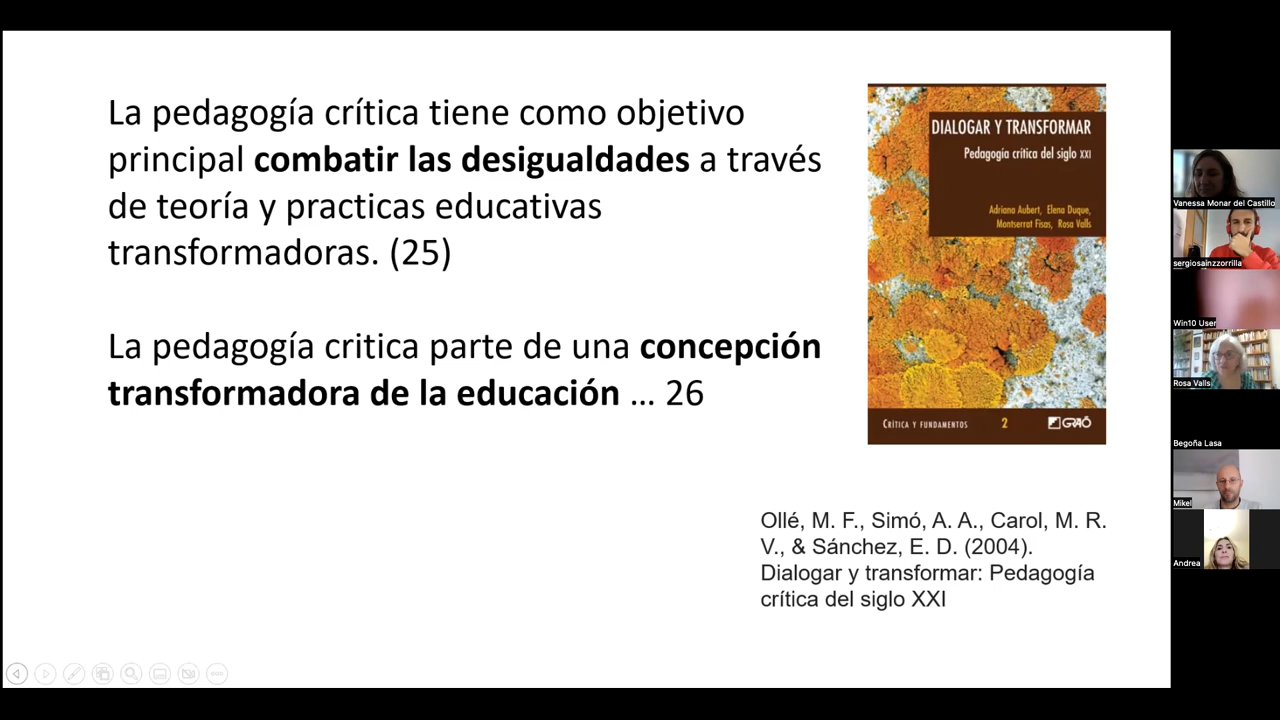 La pedagogía crítica tiene como objetivo
principal combatir las desigualdades a través
de teoría y practicas educativas
transformadoras. (25)
La pedagogía critica parte de una concepción
transformadora de la educación … 26
DIALOGAR Y TRANSFORMAR
Pedagogía crítica del siglo XXI
Adriana Aubert, Elena Duque,
Montserrat Fisas, Rosa Valls
CRÍTICA Y FUNDAMENTOS 2 GRAÓ
Ollé, M. F., Simó, A. A., Carol, M. R.
V., & Sánchez, E. D. (2004).
Dialogar y transformar: Pedagogía
crítica del siglo XXI
Vanessa Monar del Castillo
sergiosainzzorrilla
Win10 User
Rosa Valls
Begoña Lasa
Mikel
Andrea